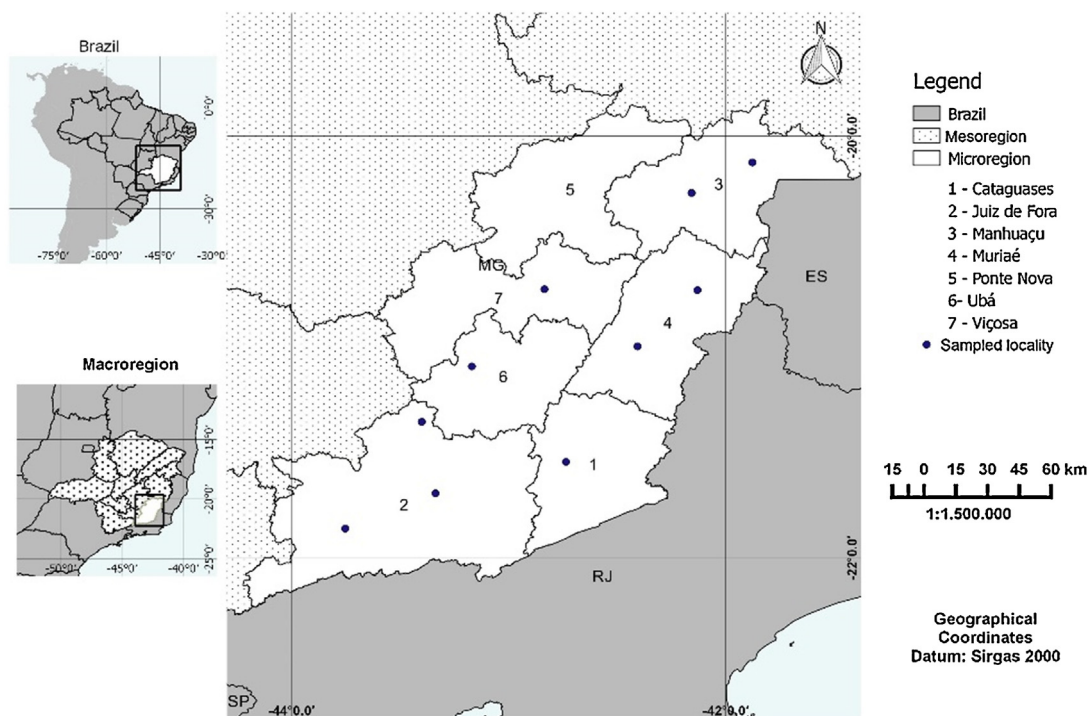 Brazil
0°0'
-30°0'
-75°0'
-60°0'
-45°0'
-30°0'
Macroregion
-15°0'
-20°0'
-25°0'
-50°0'
-45°0'
-40°0'
N
-20°0.0'
5
3
MG
ES
7
4
6
1
2
-22°0.0'
RJ
SP
-44°0.0'
-42°0.0'
Legend
Brazil
Mesoregion
Microregion
1 - Cataguases
2 - Juiz de Fora
3 - Manhuaçu
4 - Muriaé
5 - Ponte Nova
6- Ubá
7 - Viçosa
Sampled locality
15 0 15 30 45 60 km
1:1.500.000
Geographical
Coordinates
Datum: Sirgas 2000